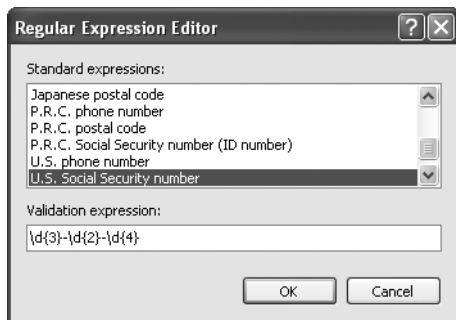 Regular Expression Editor
Standard expressions:
Japanese postal code
P.R.C. phone number
P.R.C. postal code
P.R.C. Social Security number (ID number)
U.S. phone number
U.S. Social Security number
Validation expression:
\d{3}-\d{2}-\d{4}
OK Cancel